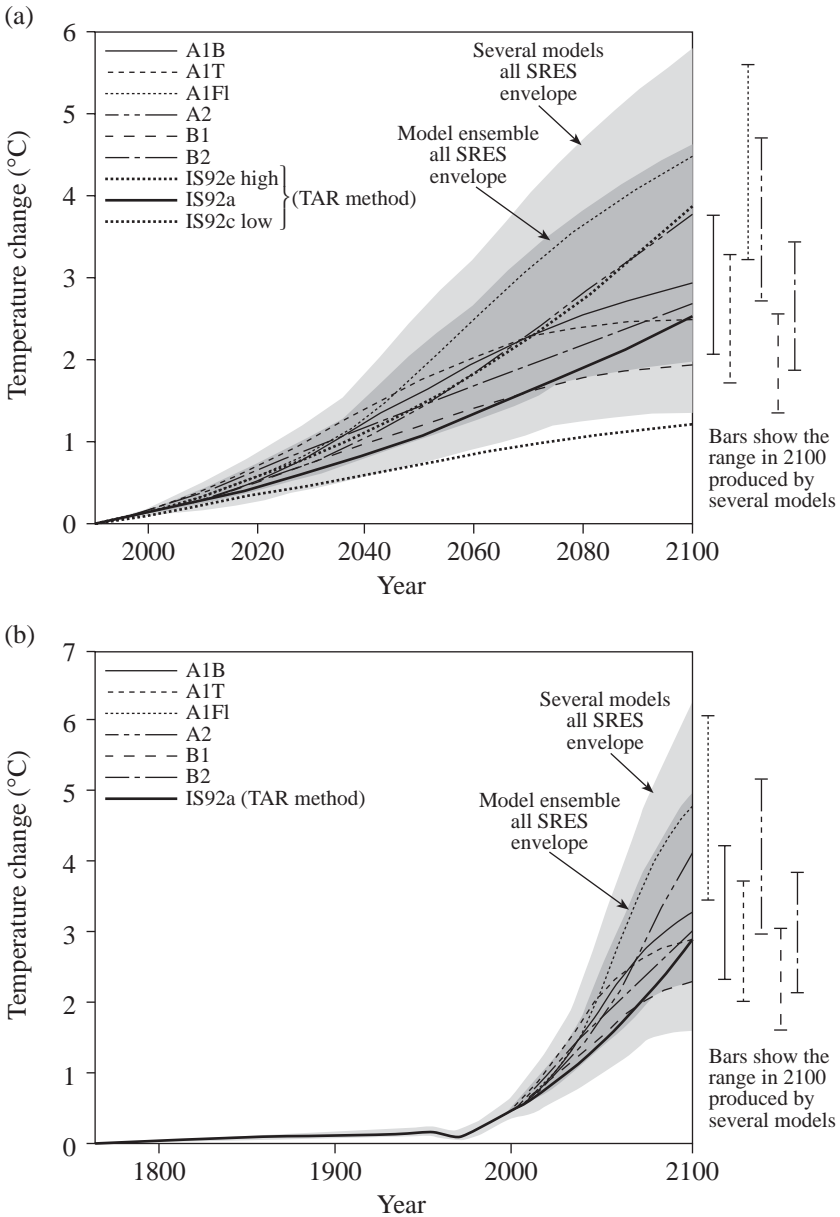 (a)
6
5
4
3
2
1
0
Temperature change (°C)
A1B
A1T
A1Fl
A2
B1
B2
IS92e high
IS92a
IS92c low
(TAR method)
Several models
all SRES
envelope
Model ensemble
all SRES
envelope
2000
2020
2040
2060
2080
2100
Year
Bars show the
range in 2100
produced by
several models
(b)
7
6
5
4
3
2
1
0
Temperature change (°C)
A1B
A1T
A1Fl
A2
B1
B2
IS92a (TAR method)
Several models
all SRES
envelope
Model ensemble
all SRES
envelope
1800
1900
2000
2100
Year
Bars show the
range in 2100
produced by
several models